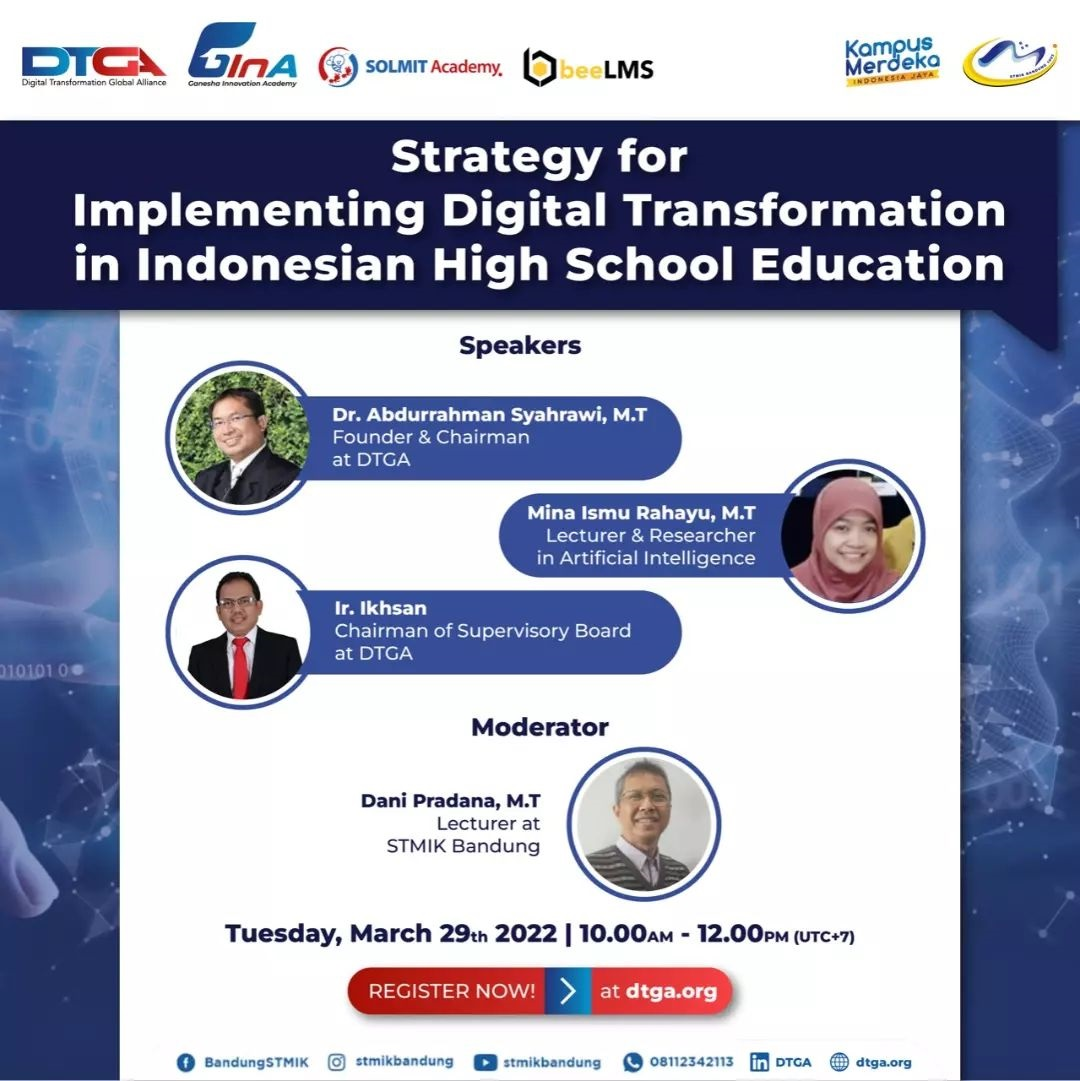 DTGA
Digital Transformation Global Alliance
GInA
Ganesha Innovation Academy
SOLMIT Academy
beeLMS
Kampus
Merdeka
INDONESIA JAYA
Strategy for
Implementing Digital Transformation
in Indonesian High School Education
Speakers
Dr. Abdurrahman Syahrawi, M.T
Founder & Chairman
at DTGA
Mina Ismu Rahayu, M.T
Lecturer & Researcher
in Artificial Intelligence
Ir. Ikhsan
Chairman of Supervisory Board
at DTGA
010101 0
Moderator
Dani Pradana, M.T
Lecturer at
STMIK Bandung
Tuesday, March 29th 2022 | 10.00AM - 12.00PM (UTC+7)
REGISTER NOW! > at dtga.org
BandungSTMIK stmikbandung stmikbandung 08112342113 DTGA dtga.org